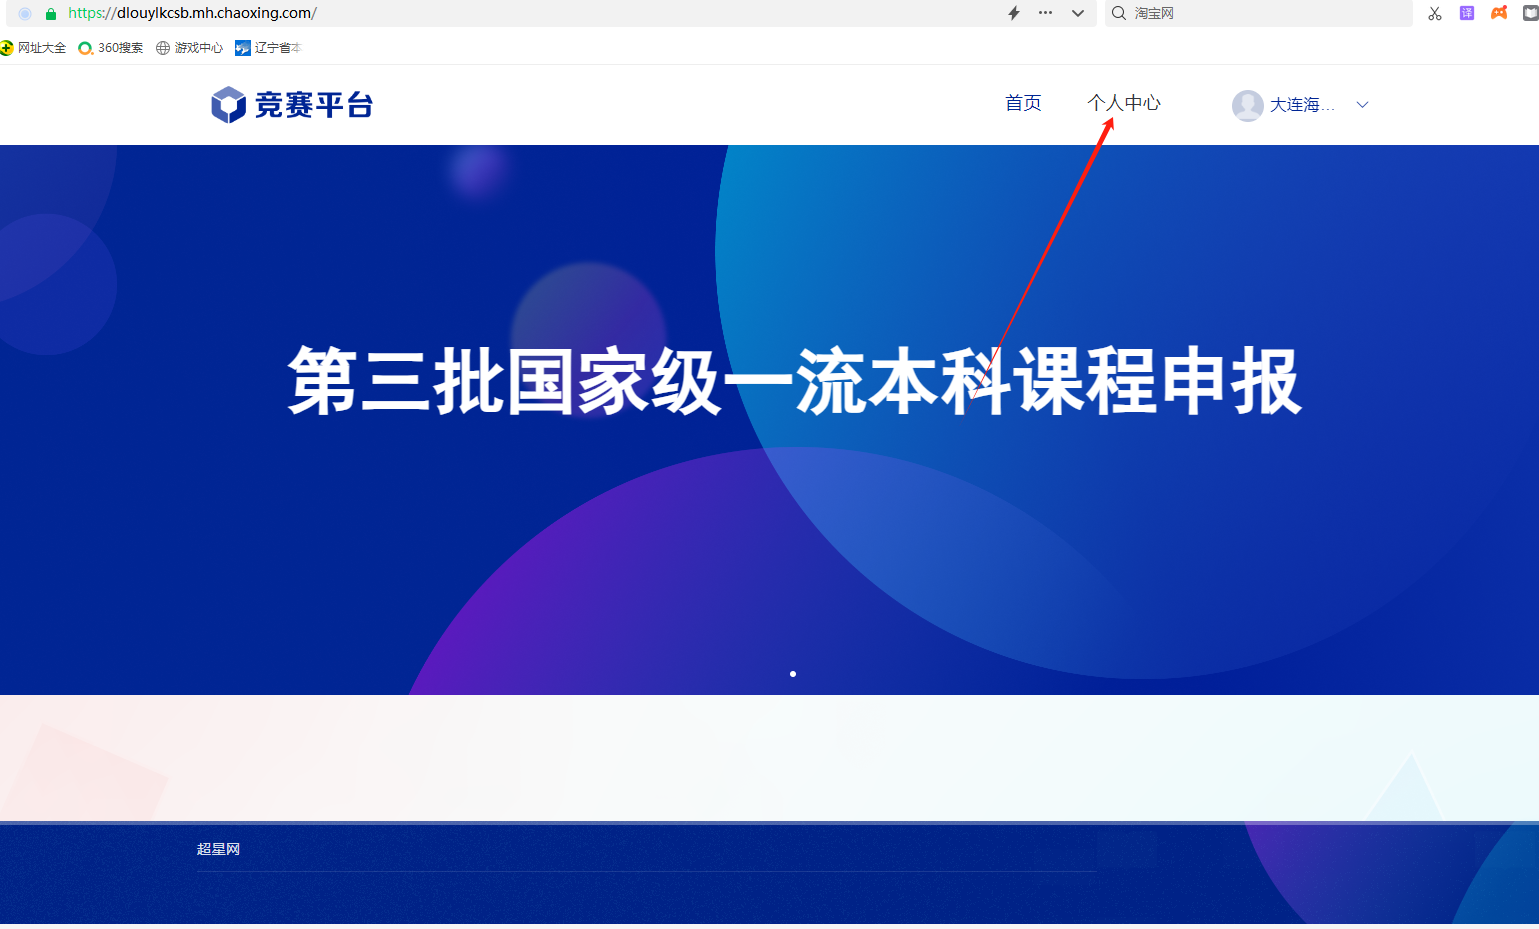 https://dlouylkcsb.mh.chaoxing.com/
淘宝网
译
网址大全 360搜索 游戏中心 辽宁省本
竞赛平台 首页 个人中心 大连海...
第三批国家级一流本科课程申报
超星网